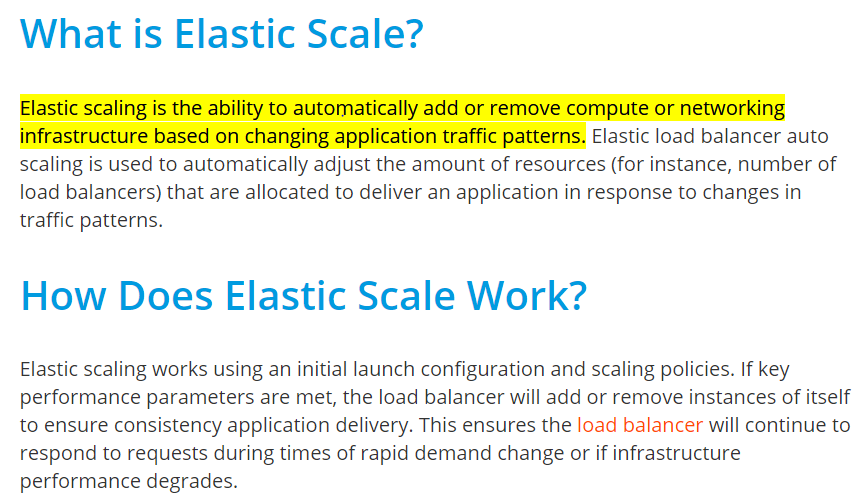 What is Elastic Scale?
Elastic scaling is the ability to automatically add or remove compute or networking
infrastructure based on changing application traffic patterns. Elastic load balancer auto
scaling is used to automatically adjust the amount of resources (for instance, number of
load balancers) that are allocated to deliver an application in response to changes in
traffic patterns.
How Does Elastic Scale Work?
Elastic scaling works using an initial launch configuration and scaling policies. If key
performance parameters are met, the load balancer will add or remove instances of itself
to ensure consistency application delivery. This ensures the load balancer will continue to
respond to requests during times of rapid demand change or if infrastructure
performance degrades.